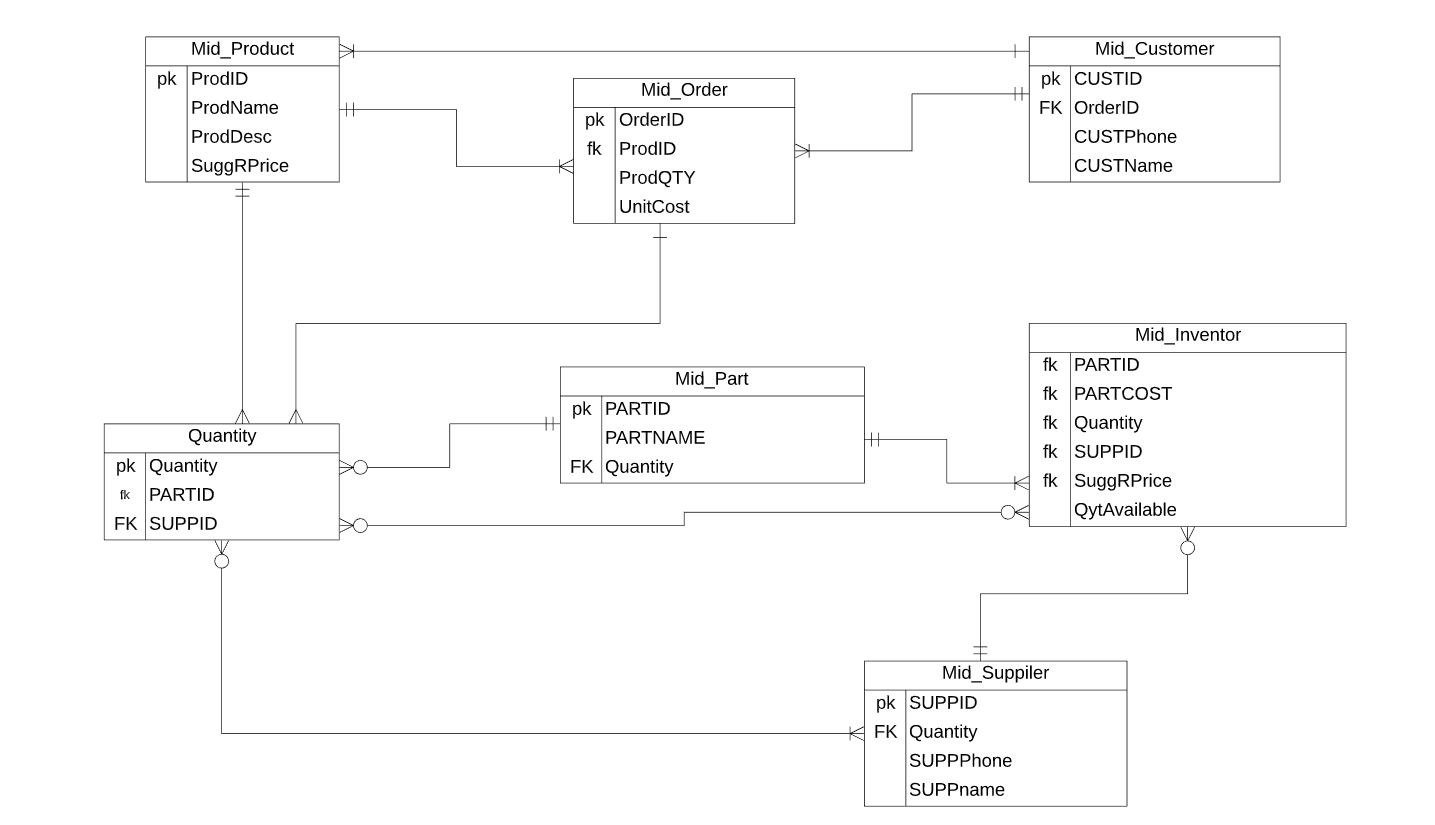 Mid_Product
pk ProdID
ProdName
ProdDesc
SuggRPrice
Mid_Order
pk OrderID
fk ProdID
ProdQTY
UnitCost
Mid_Customer
pk CUSTID
FK OrderID
CUSTPhone
CUSTName
Quantity
pk Quantity
fk PARTID
FK SUPPID
Mid_Part
pk PARTID
PARTNAME
FK Quantity
Mid_Inventor
fk PARTID
fk PARTCOST
fk Quantity
fk SUPPID
fk SuggRPrice
QytAvailable
Mid_Suppiler
pk SUPPID
FK Quantity
SUPPPhone
SUPPname